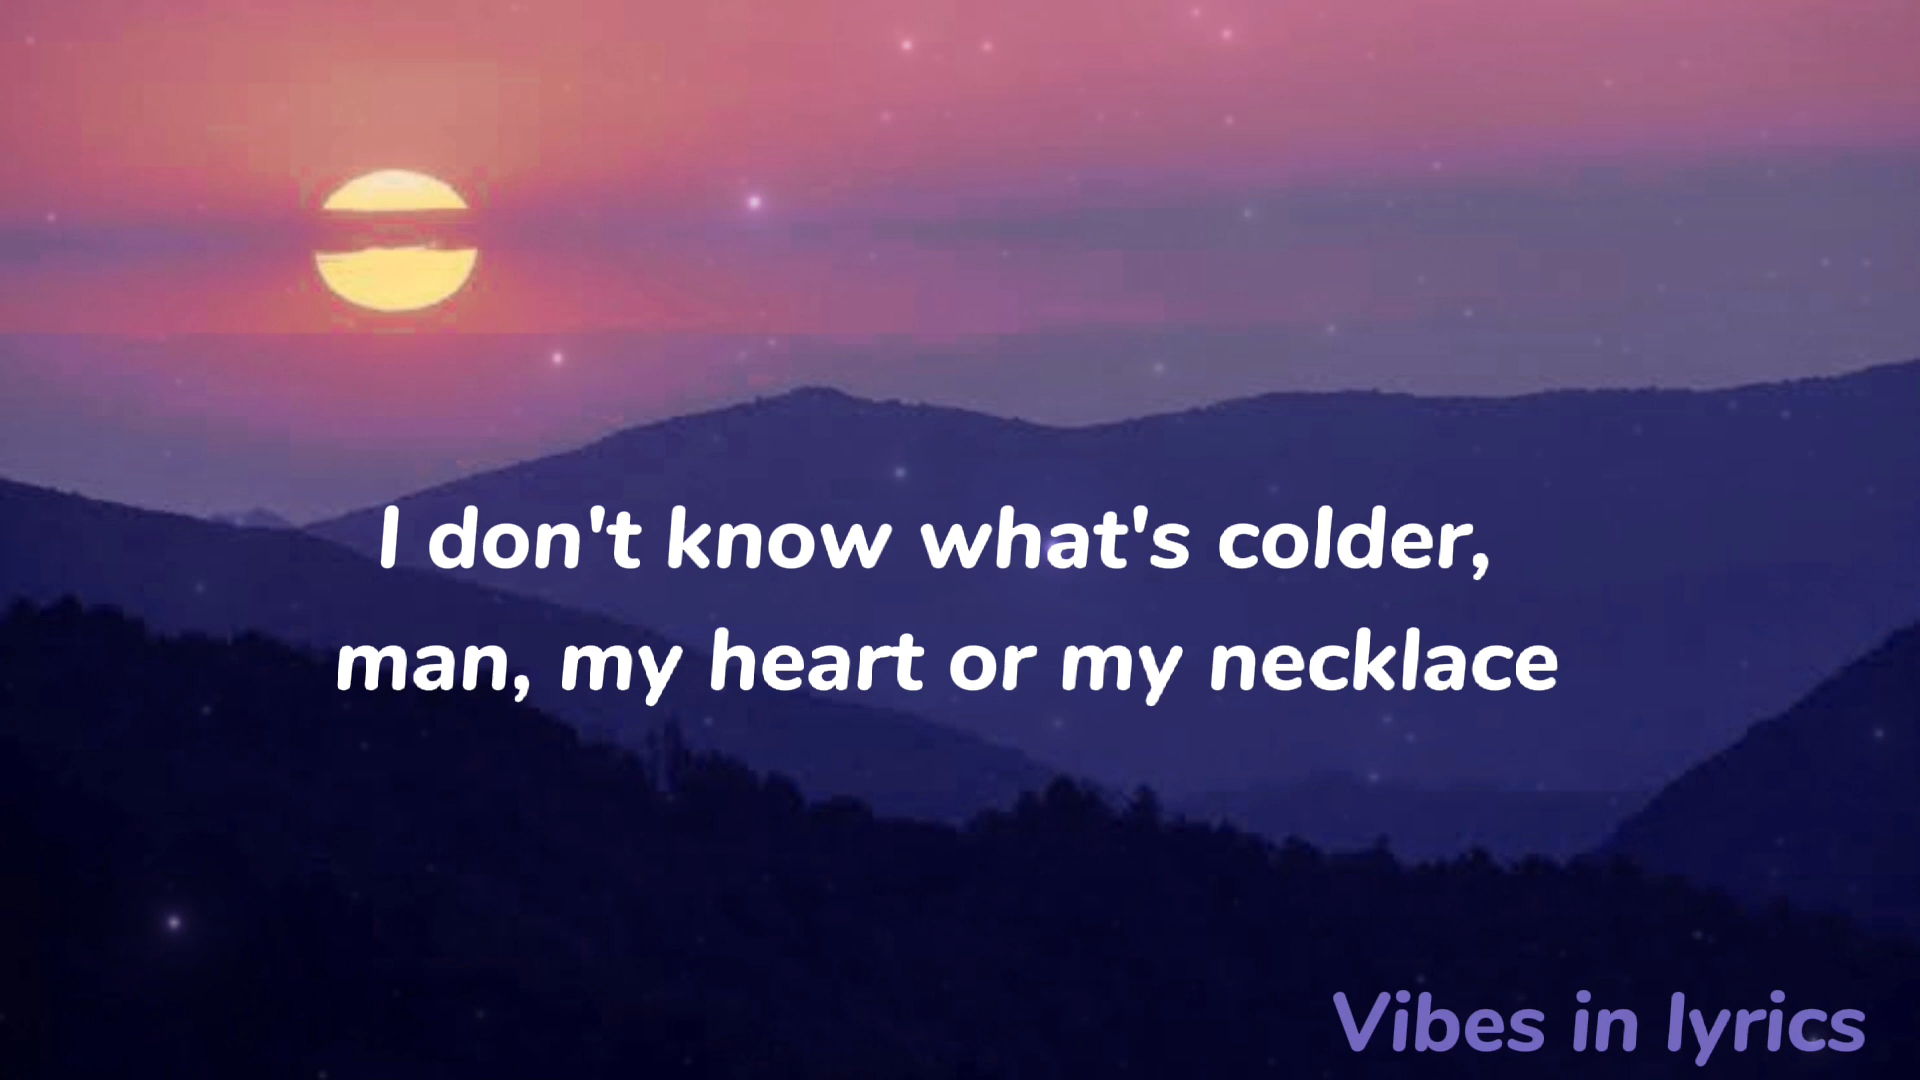 I don't know what's colder,
man, my heart or my necklace
Vibes in lyrics